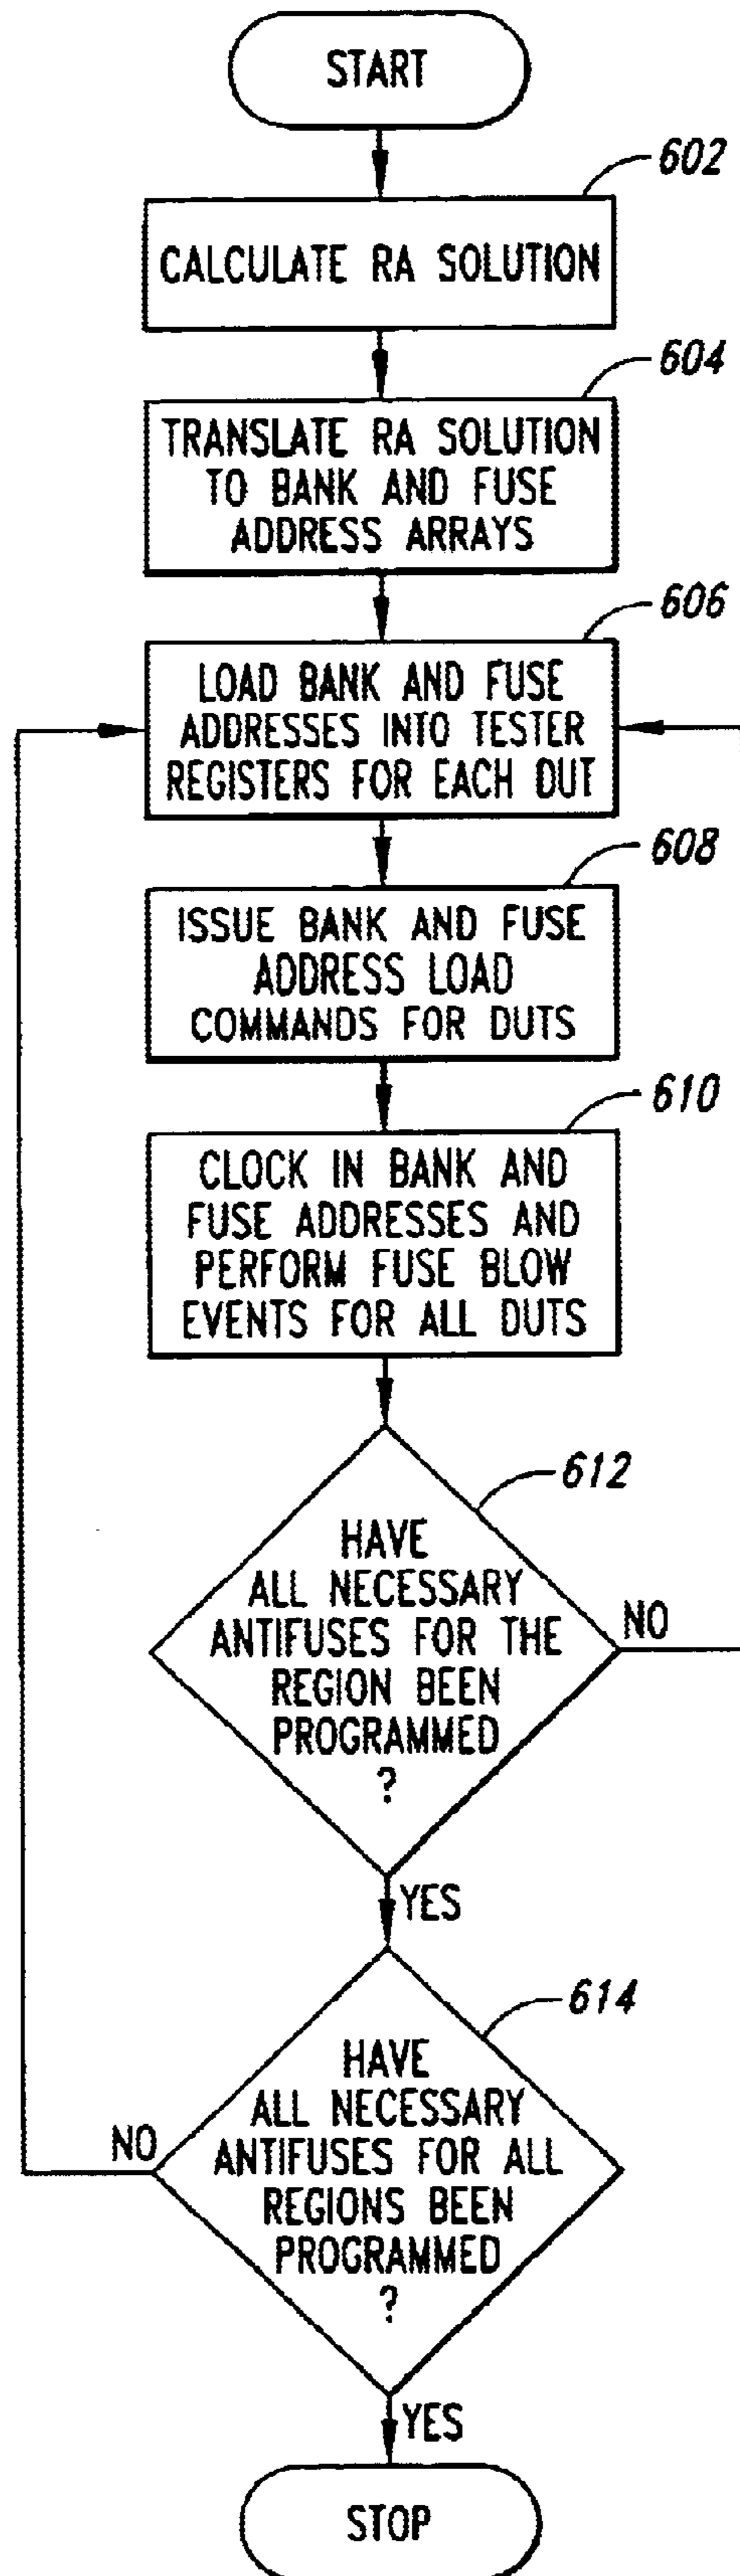 START
602
CALCULATE RA SOLUTION
604
TRANSLATE RA SOLUTION
TO BANK AND FUSE
ADDRESS ARRAYS
606
LOAD BANK AND FUSE
ADDRESSES INTO TESTER
REGISTERS FOR EACH DUT
608
ISSUE BANK AND FUSE
ADDRESS LOAD
COMMANDS FOR DUTS
610
CLOCK IN BANK AND
FUSE ADDRESSES AND
PERFORM FUSE BLOW
EVENTS FOR ALL DUTS
612
HAVE
ALL NECESSARY
ANTIFUSES FOR THE
REGION BEEN
PROGRAMMED
?
NO
YES
614
HAVE
ALL NECESSARY
ANTIFUSES FOR ALL
REGIONS BEEN
PROGRAMMED
?
NO
YES
STOP